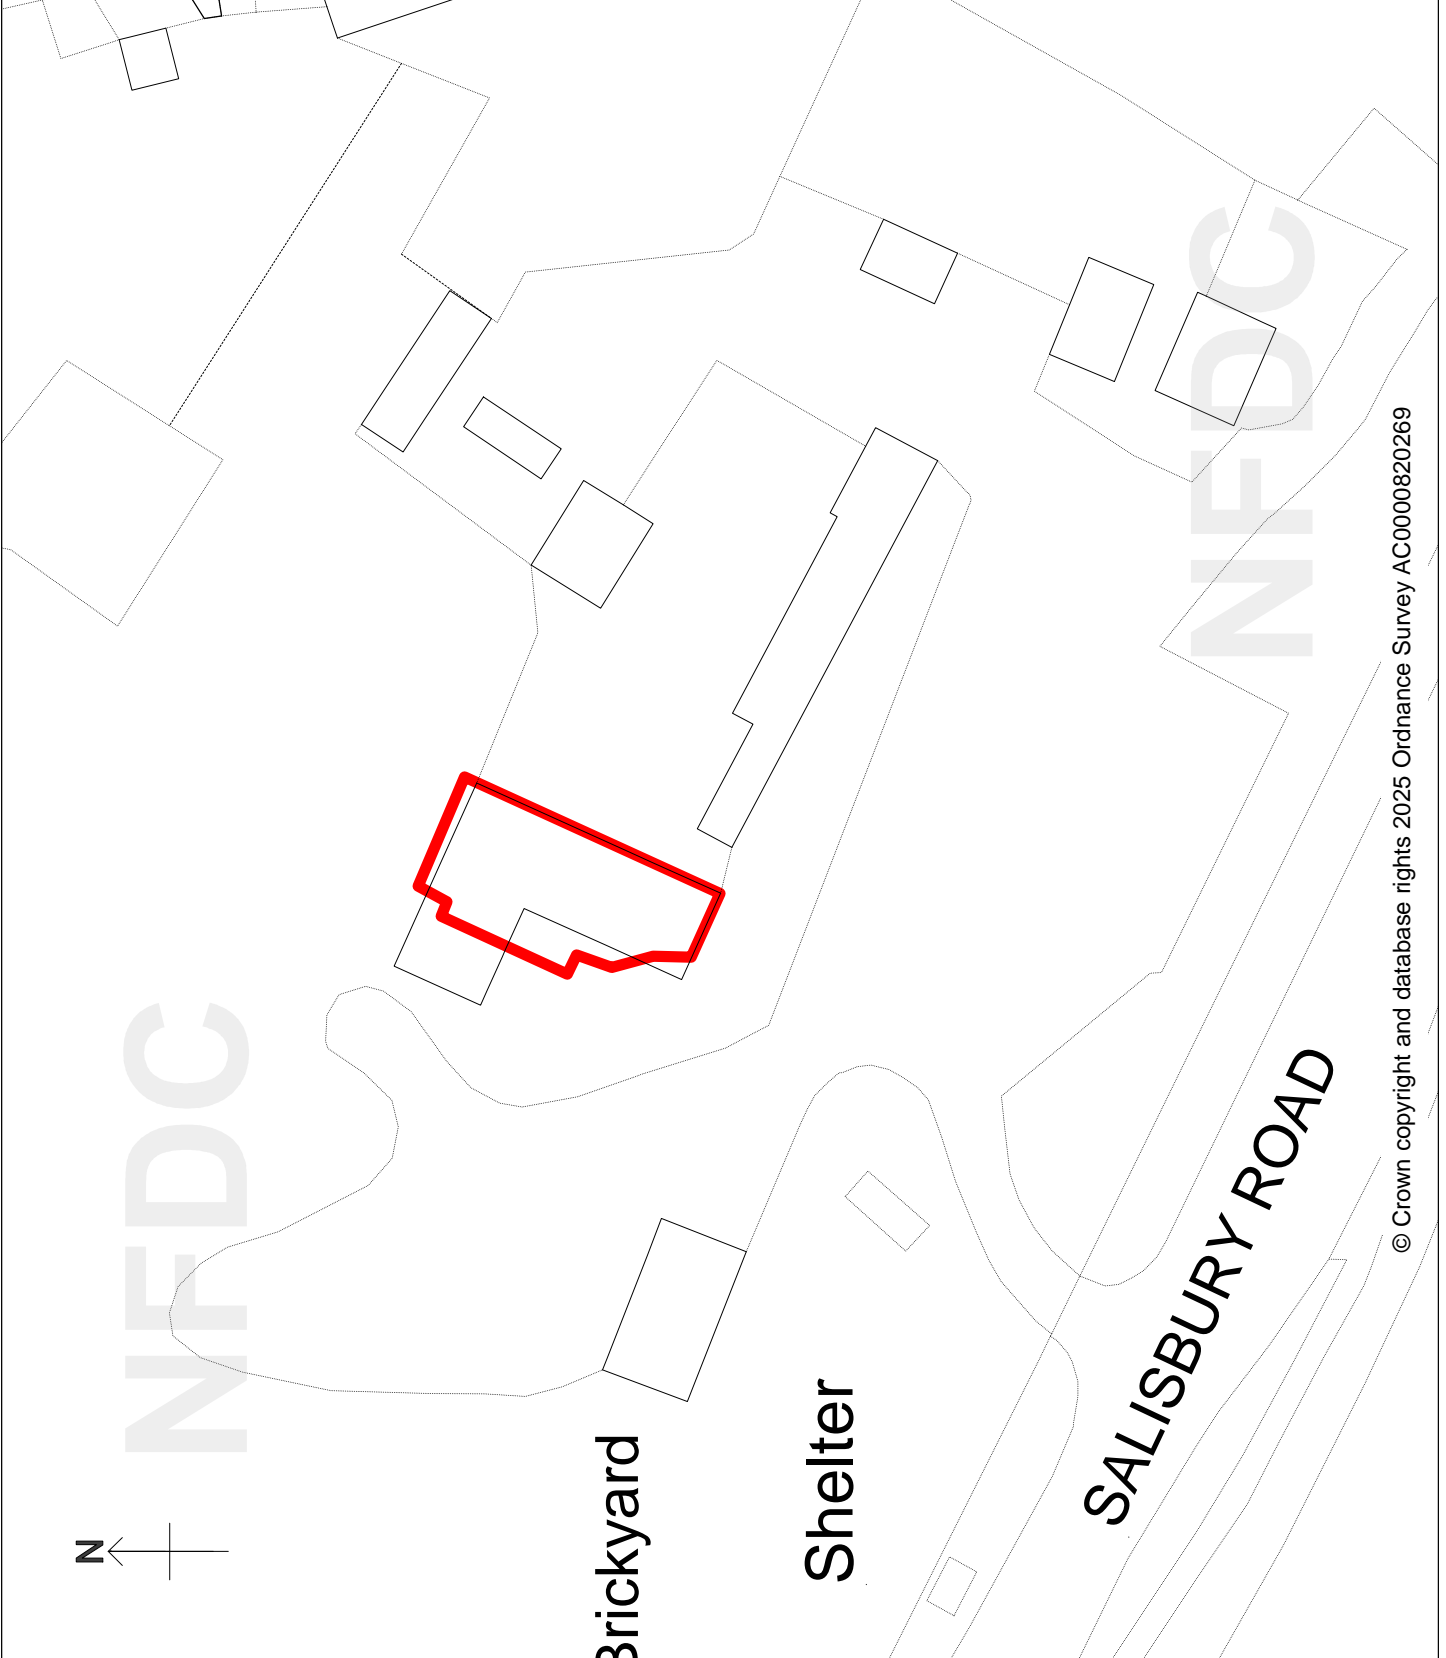 N
NFDC
NFDC
Brickyard
Shelter
SALISBURY ROAD
© Crown copyright and database rights 2025 Ordnance Survey AC0000820269